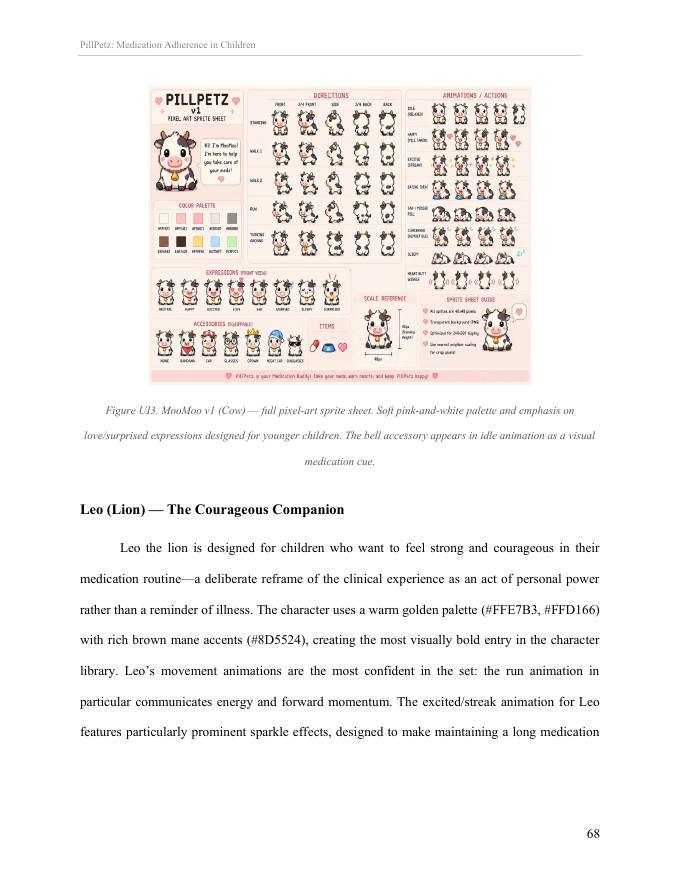 PillPetz: Medication Adherence in Children
PILLPETZ
v1
PIXEL ART SPRITE SHEET
Hi! I'm MooMoo!
I'm here to help
you take care of
your meds!
COLOR PALETTE
DIRECTIONS
FRONT 3/4 FRONT SIDE 3/4 BACK BACK
STANDING
WALK 1
WALK 2
RUN
TURNING
AROUND
ANIMATIONS / ACTIONS
IDLE
(RELAXED)
HAPPY
(PILL TAKEN)
EXCITED
(STREAK)
EATING TREAT
SAD / MISSED
PILL
SLEEPY
EXPRESSIONS (FRONT VIEW)
NEUTRAL HAPPY EXCITED LOVE SAD WORRIED SLEEPY SURPRISED
ACCESSORIES (EQUIPPABLE)
NONE BANDANA CAP GLASSES CROWN NIGHT CAP SUNGLASSES
ITEMS
SCALE REFERENCE
48px
(Standing
Height)
48px
SPRITE SHEET GUIDE
All sprites are 48x48 pixels
Transparent background (PNG)
Optimized for 240x280 display
Use nearest neighbor scaling
for crisp pixels!
PillPetz is your Medication Buddy! Take your meds, earn hearts, and keep PillPetz happy!
Figure UI3. MooMoo v1 (Cow) — full pixel-art sprite sheet. Soft pink-and-white palette and emphasis on
love/surprised expressions designed for younger children. The bell accessory appears in idle animation as a visual
medication cue.
Leo (Lion) — The Courageous Companion
Leo the lion is designed for children who want to feel strong and courageous in their
medication routine—a deliberate reframe of the clinical experience as an act of personal power
rather than a reminder of illness. The character uses a warm golden palette (#FFE7B3, #FFD166)
with rich brown mane accents (#8D5524), creating the most visually bold entry in the character
library. Leo’s movement animations are the most confident in the set: the run animation in
particular communicates energy and forward momentum. The excited/streak animation for Leo
features particularly prominent sparkle effects, designed to make maintaining a long medication
68